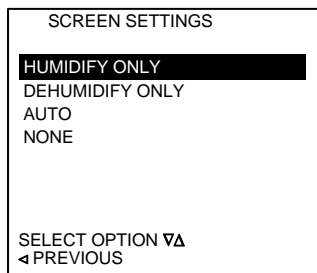 SCREEN SETTINGS
HUMIDIFY ONLY
DEHUMIDIFY ONLY
AUTO
NONE
SELECT OPTION ∇∆
⊲ PREVIOUS